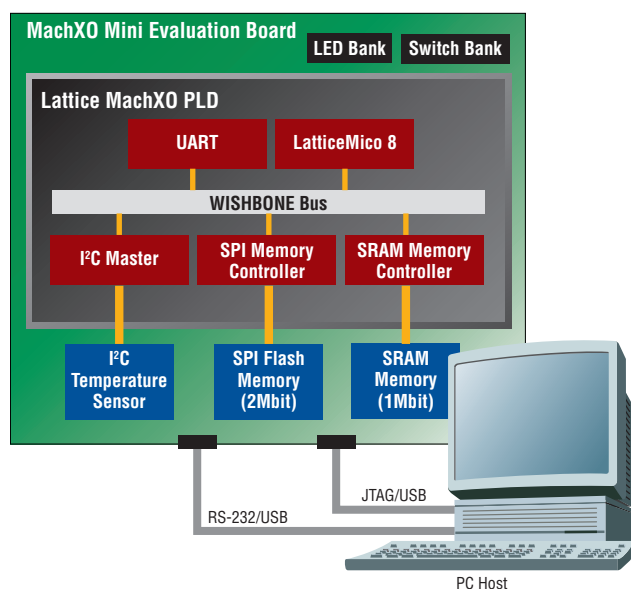 MachXO Mini Evaluation Board
LED Bank
Switch Bank
Lattice MachXO PLD
UART
LatticeMico 8
WISHBONE Bus
I²C Master
SPI Memory
Controller
SRAM Memory
Controller
I²C
Temperature
Sensor
SPI Flash
Memory
(2Mbit)
SRAM
Memory
(1Mbit)
JTAG/USB
RS-232/USB
PC Host